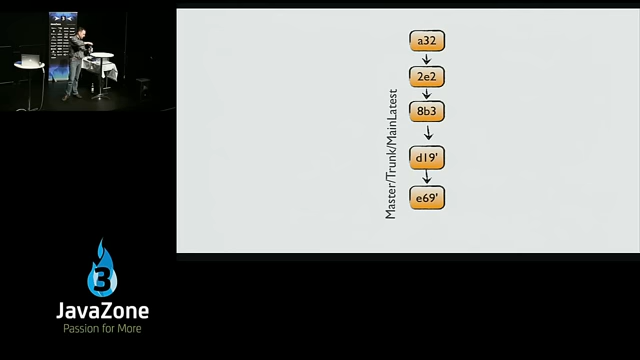 a32
2e2
8b3
d19'
e69'
Master/Trunk/MainLatest
3
JavaZone
Passion for More